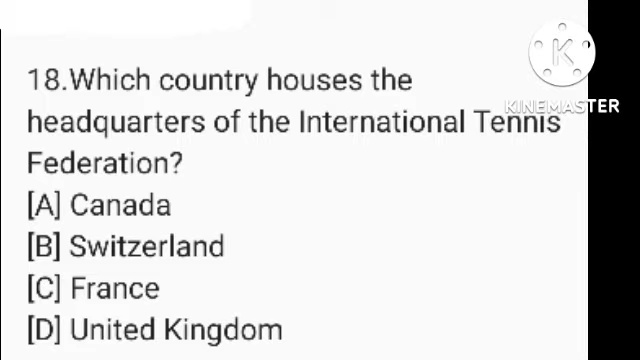 18.Which country houses the
headquarters of the International Tennis
Federation?
[A] Canada
[B] Switzerland
[C] France
[D] United Kingdom
K
KINEMASTER